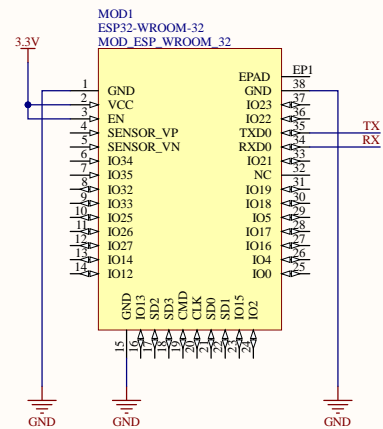 MOD1
ESP32-WROOM-32
MOD_ESP_WROOM_32
3.3V
EPAD EP1
1 GND GND 38
2 VCC IO23 37
3 EN IO22 36
4 SENSOR_VP TXD0 35 TX
5 SENSOR_VN RXD0 34 RX
6 IO34 IO21 33
7 IO35 NC 32
8 IO32 IO19 31
9 IO33 IO18 30
10 IO25 IO5 29
11 IO26 IO17 28
12 IO27 IO16 27
13 IO14 IO4 26
14 IO12 IO0 25
GND IO13 SD2 SD3 CMD CLK SD0 SD1 IO15 IO2
15 16 17 18 19 20 21 22 23 24
GND GND GND